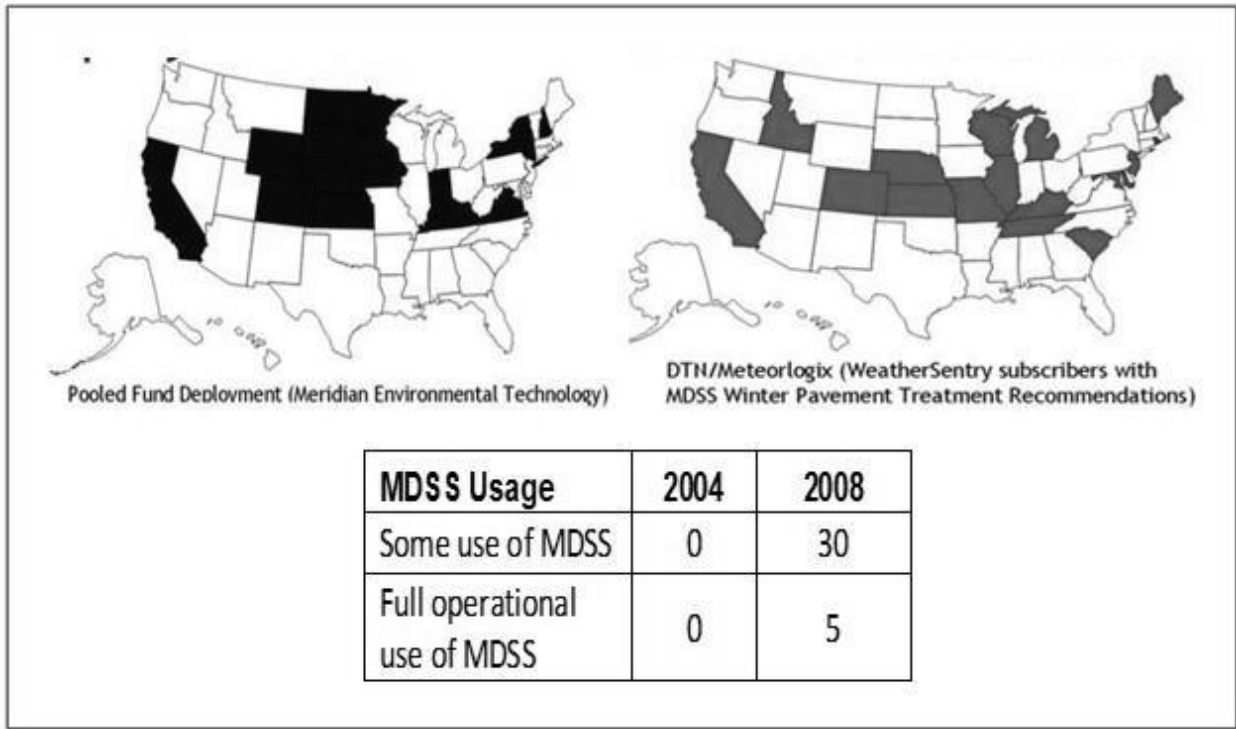 Pooled Fund Deployment (Meridian Environmental Technology)
DTN/Meteorlogix (WeatherSentry subscribers with
MDSS Winter Pavement Treatment Recommendations)
MDSS Usage 2004 2008
Some use of MDSS 0 30
Full operational
use of MDSS 0 5